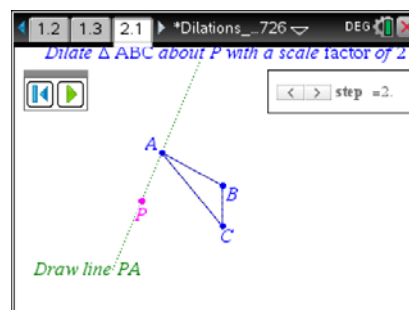 1.2 1.3 2.1 *Dilations_...726 DEG
Dilate Δ ABC about P with a scale factor of 2
step =2.
A
B
P
C
Draw line PA